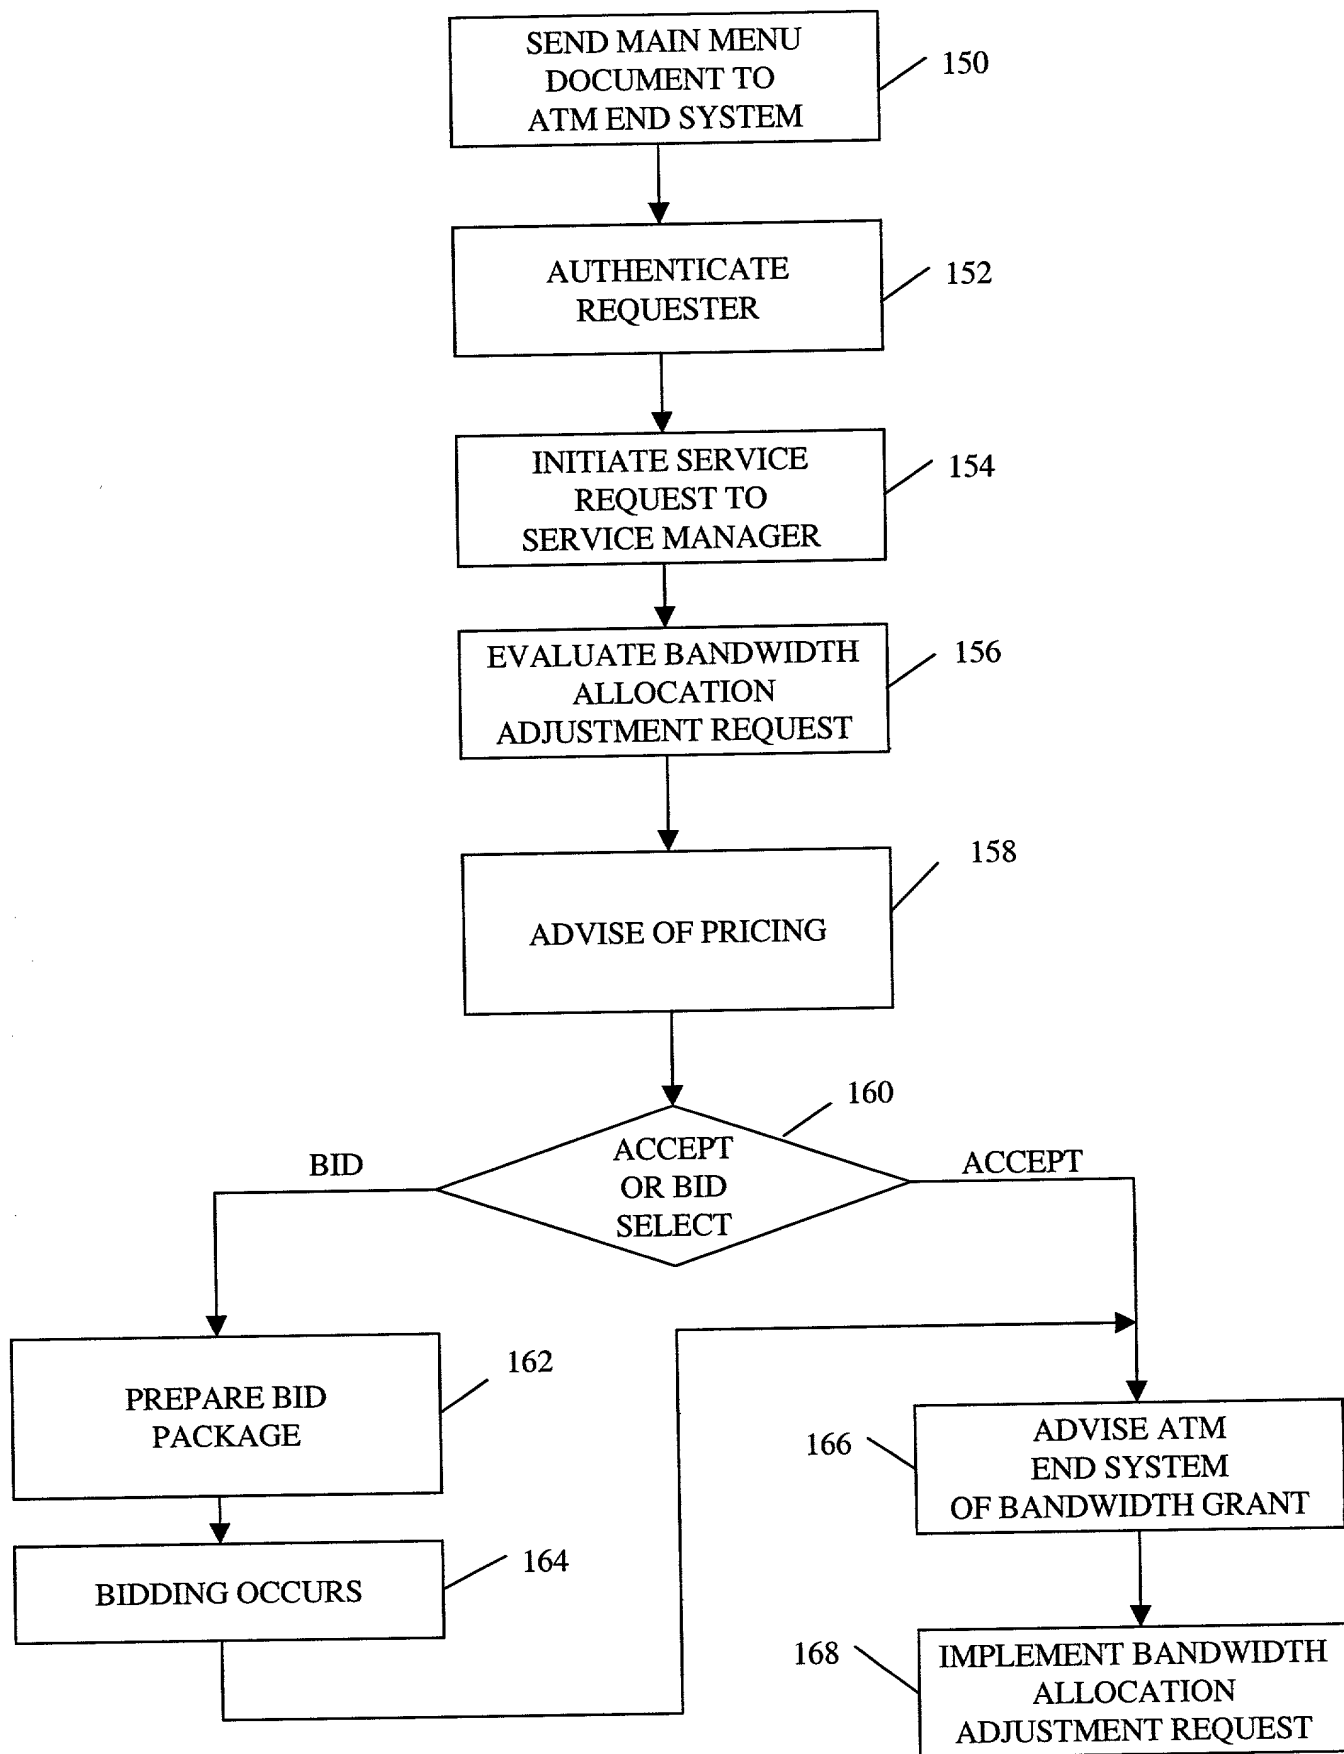 SEND MAIN MENU
DOCUMENT TO
ATM END SYSTEM
150
AUTHENTICATE
REQUESTER
152
INITIATE SERVICE
REQUEST TO
SERVICE MANAGER
154
EVALUATE BANDWIDTH
ALLOCATION
ADJUSTMENT REQUEST
156
ADVISE OF PRICING
158
160
BID
ACCEPT
OR BID
SELECT
ACCEPT
PREPARE BID
PACKAGE
162
BIDDING OCCURS
164
166
ADVISE ATM
END SYSTEM
OF BANDWIDTH GRANT
168
IMPLEMENT BANDWIDTH
ALLOCATION
ADJUSTMENT REQUEST